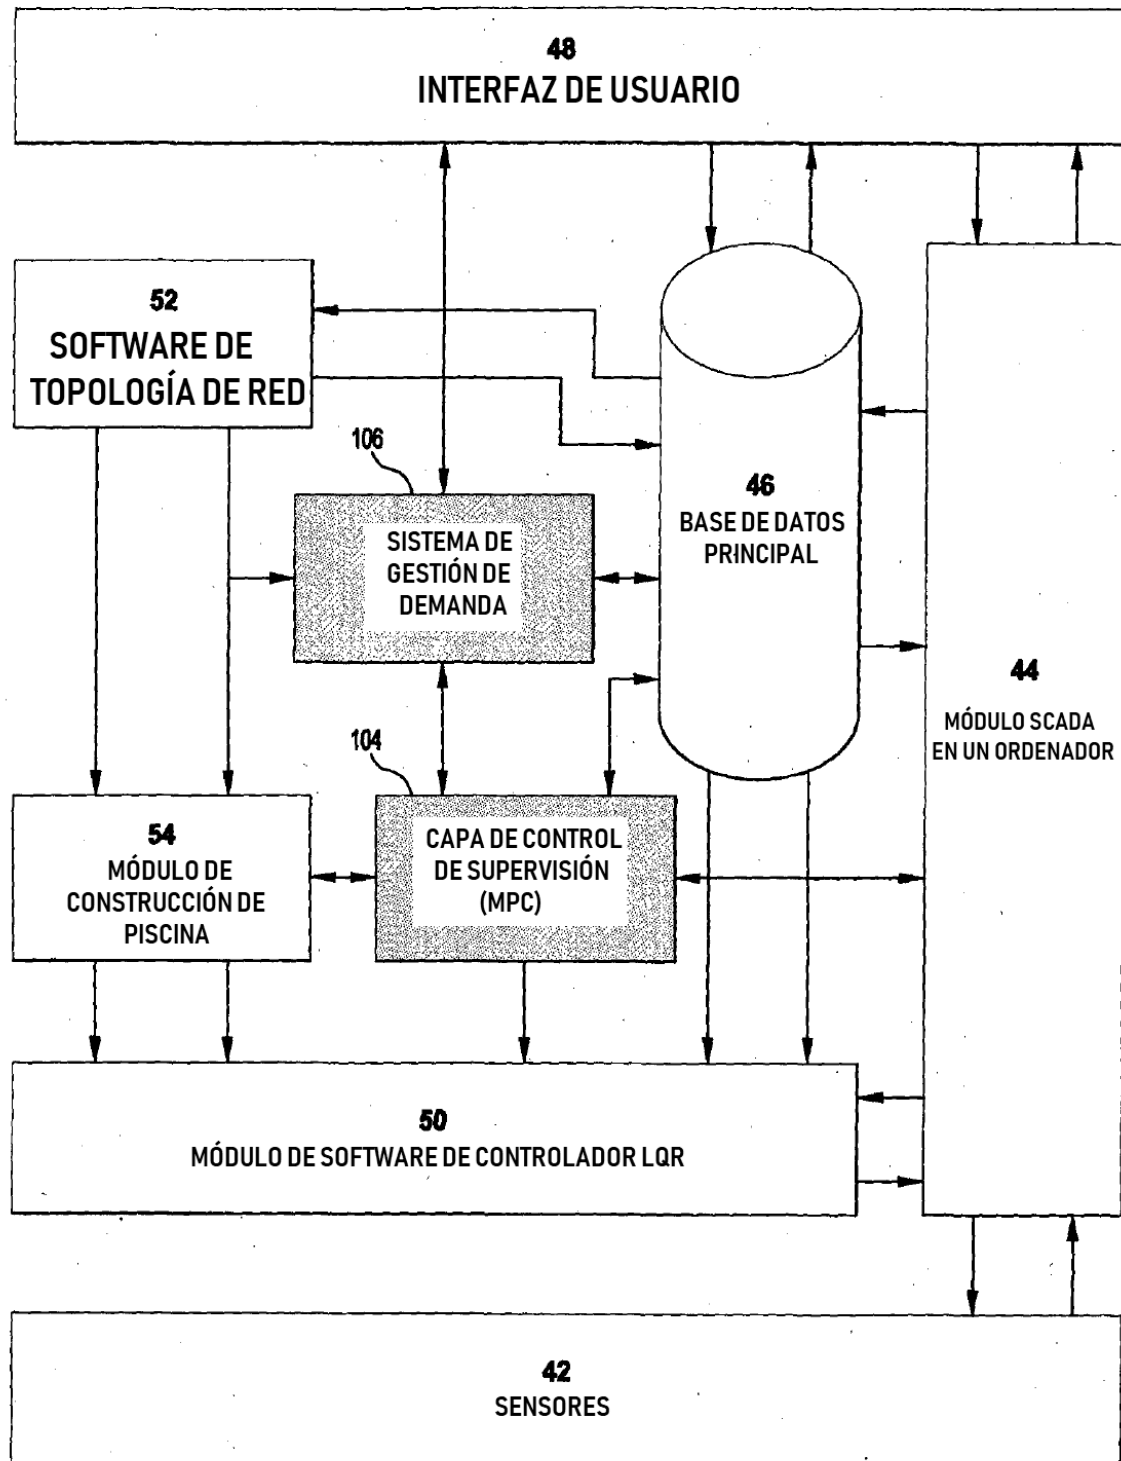 48
INTERFAZ DE USUARIO
52
SOFTWARE DE
TOPOLOGÍA DE RED
106
SISTEMA DE
GESTIÓN DE
DEMANDA
46
BASE DE DATOS
PRINCIPAL
44
MÓDULO SCADA
EN UN ORDENADOR
104
CAPA DE CONTROL
DE SUPERVISIÓN
(MPC)
54
MÓDULO DE
CONSTRUCCIÓN DE
PISCINA
50
MÓDULO DE SOFTWARE DE CONTROLADOR LQR
42
SENSORES